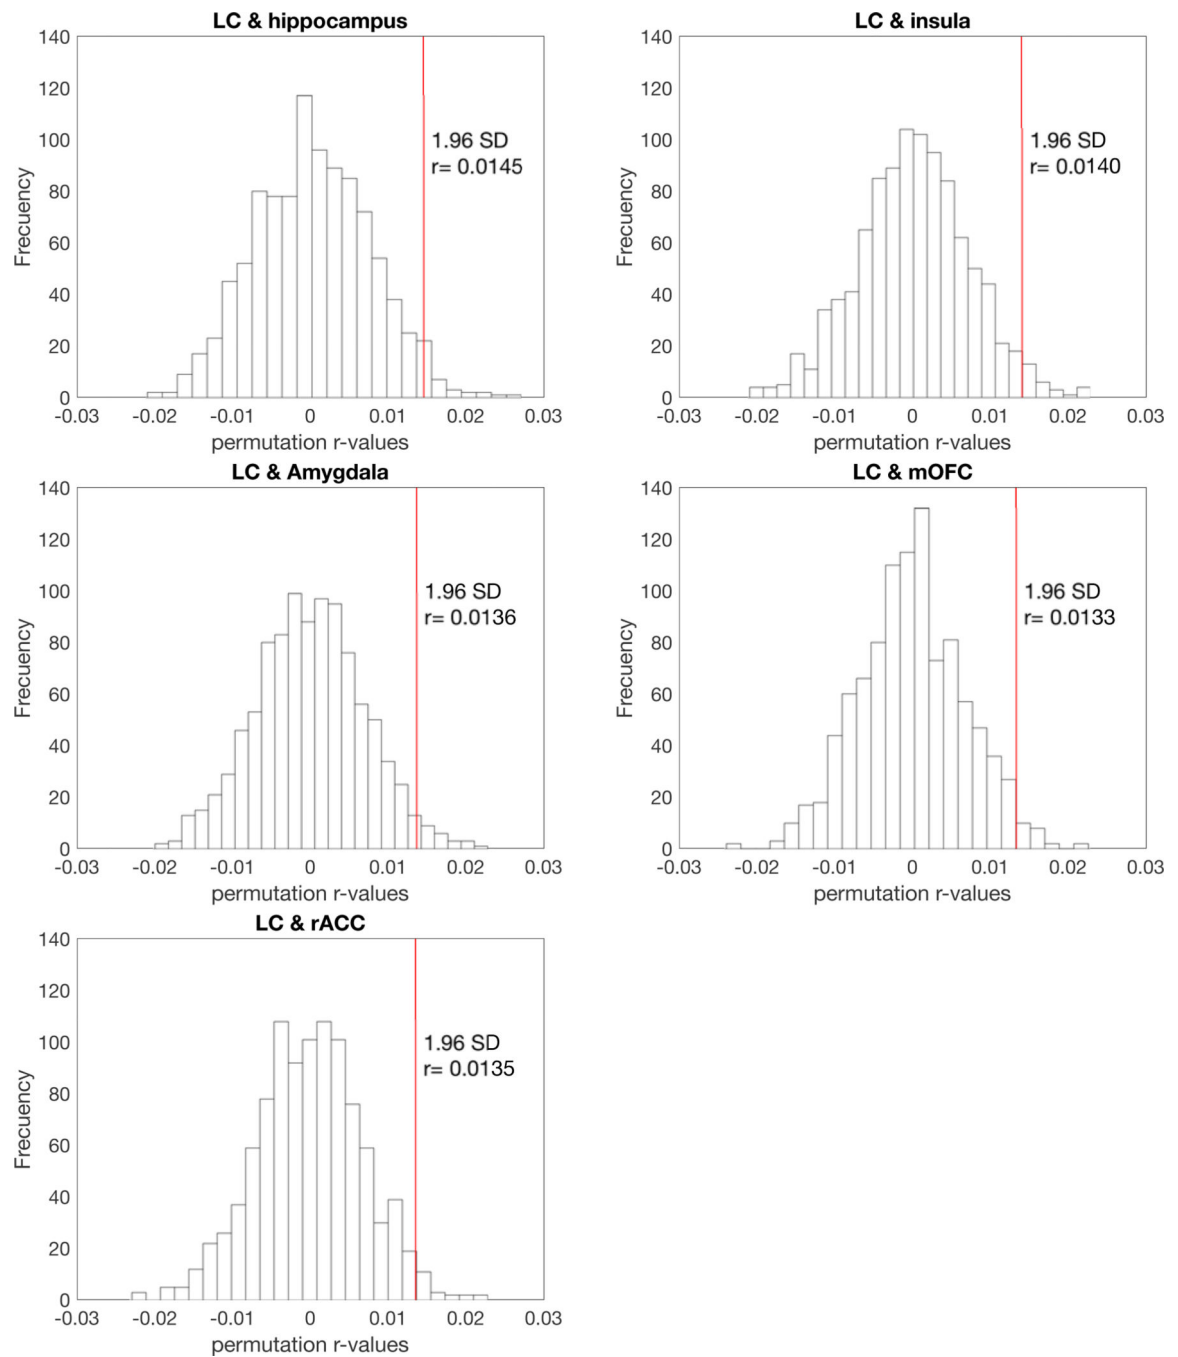 LC & hippocampus
140
120
100
80
60
40
20
0
Frecuency
1.96 SD
r= 0.0145
-0.03 -0.02 -0.01 0 0.01 0.02 0.03
permutation r-values
LC & insula
140
120
100
80
60
40
20
0
Frecuency
1.96 SD
r= 0.0140
-0.03 -0.02 -0.01 0 0.01 0.02 0.03
permutation r-values
LC & Amygdala
140
120
100
80
60
40
20
0
Frecuency
1.96 SD
r= 0.0136
-0.03 -0.02 -0.01 0 0.01 0.02 0.03
permutation r-values
LC & mOFC
140
120
100
80
60
40
20
0
Frecuency
1.96 SD
r= 0.0133
-0.03 -0.02 -0.01 0 0.01 0.02 0.03
permutation r-values
LC & rACC
140
120
100
80
60
40
20
0
Frecuency
1.96 SD
r= 0.0135
-0.03 -0.02 -0.01 0 0.01 0.02 0.03
permutation r-values